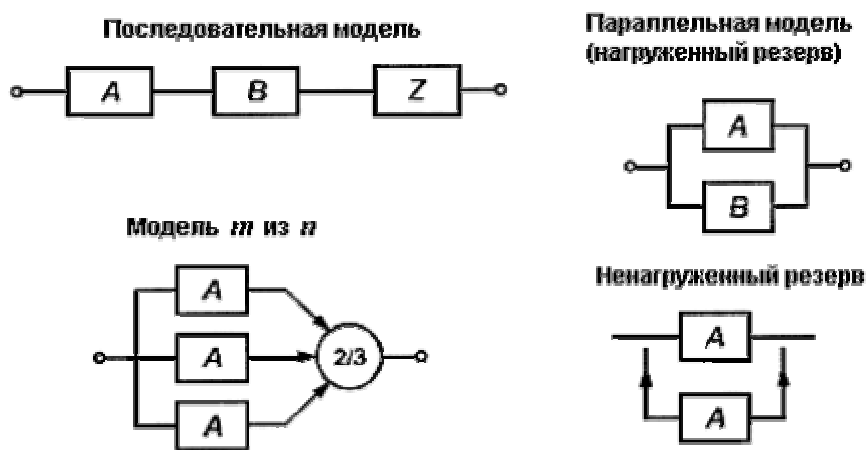 Последовательная модель
A B Z
Параллельная модель
(нагруженный резерв)
A
B
Модель m из n
A
A 2/3
A
Ненагруженный резерв
A
A